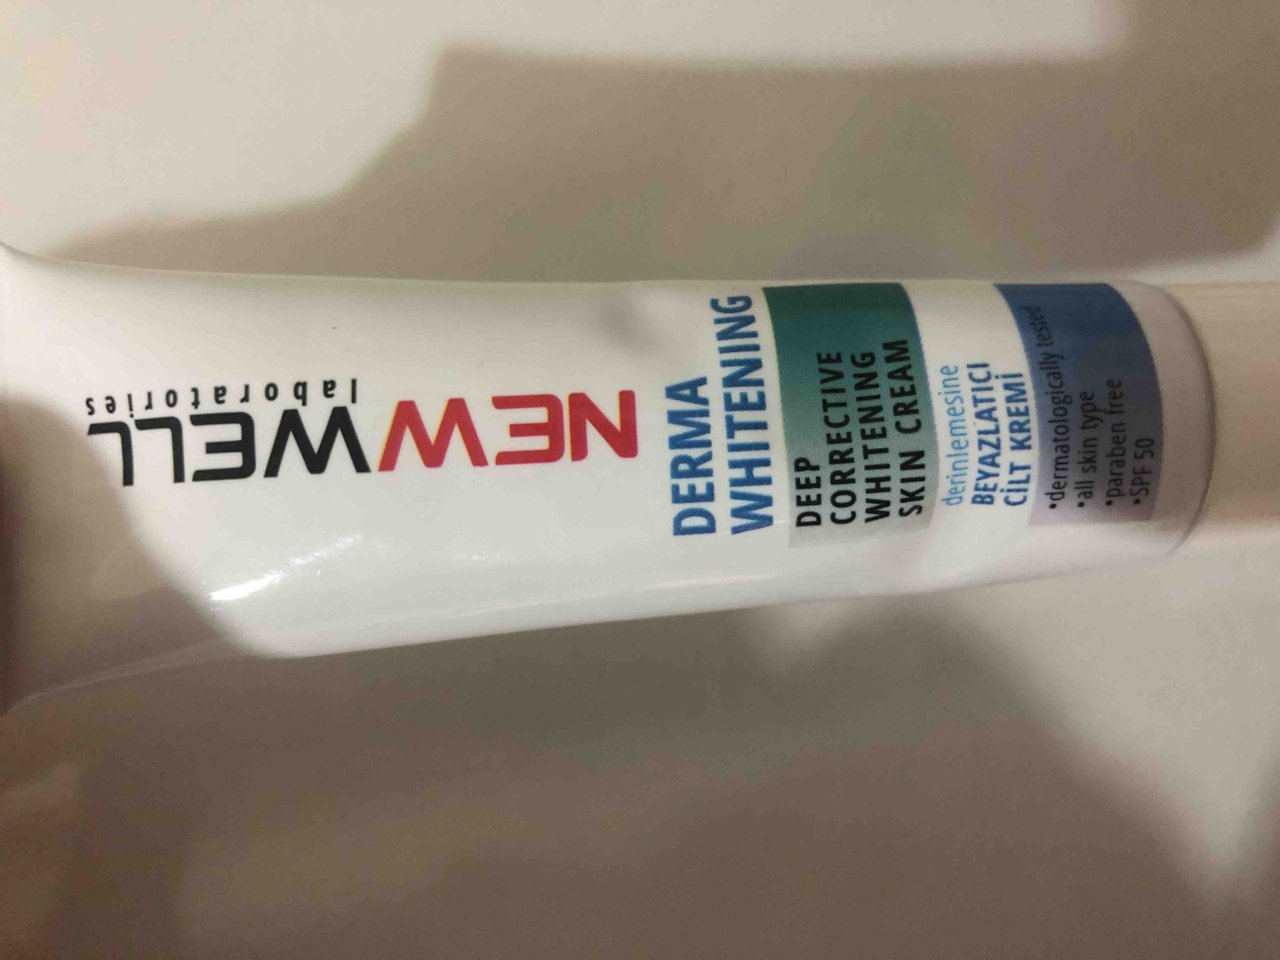 NEWWELL
laboratories
DERMA
WHITENING
DEEP
CORRECTIVE
WHITENING
SKIN CREAM
derinlemesine
BEYAZLATICI
CİLT KREMİ
•dermatologically tested
•all skin type
•paraben free
•SPF 50